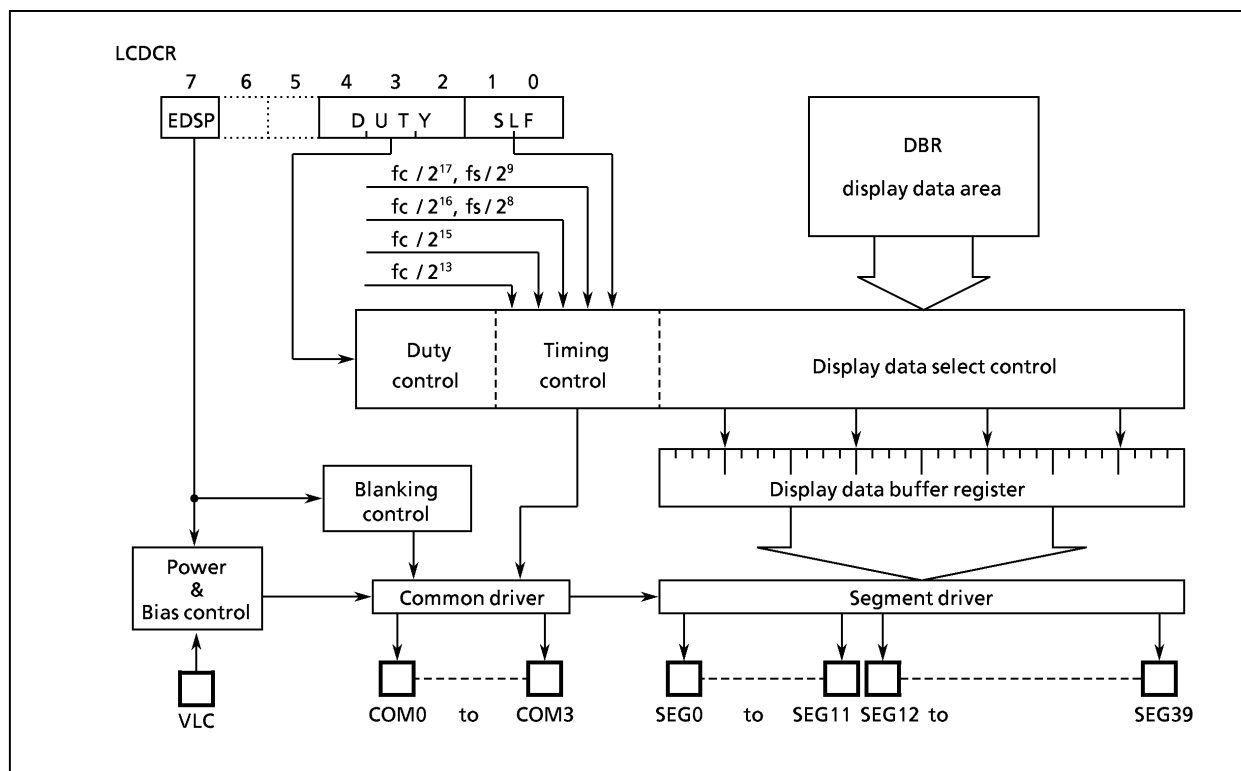 LCDCR
7 6 5 4 3 2 1 0
EDSP DUTY SLF
fc / 2¹⁷, fs / 2⁹
fc / 2¹⁶, fs / 2⁸
fc / 2¹⁵
fc / 2¹³
DBR
display data area
Duty
control
Timing
control
Display data select control
Blanking
control
Display data buffer register
Power
&
Bias control
Common driver
Segment driver
VLC
COM0 to COM3
SEG0 to SEG11 SEG12 to SEG39